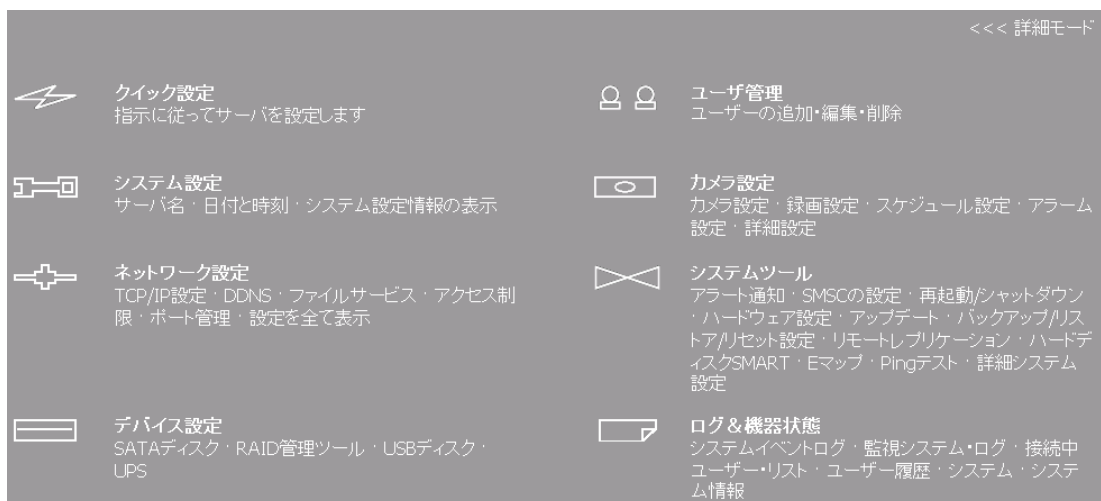 <<< 詳細モード
クイック設定
指示に従ってサーバを設定します
ユーザ管理
ユーザーの追加•編集•削除
システム設定
サーバ名・日付と時刻・システム設定情報の表示
カメラ設定
カメラ設定・録画設定・スケジュール設定・アラーム
設定・詳細設定
ネットワーク設定
TCP/IP設定・DDNS・ファイルサービス・アクセス制
限・ポート管理・設定を全て表示
システムツール
アラート通知・SMSCの設定・再起動/シャットダウン
・ハードウェア設定・アップデート・バックアップ/リス
トア/リセット設定・リモートレプリケーション・ハードデ
ィスクSMART・Eマップ・Pingテスト・詳細システム
設定
デバイス設定
SATAディスク・RAID管理ツール・USBディスク・
UPS
ログ＆機器状態
システムイベントログ・監視システム•ログ・接続中
ユーザー•リスト・ユーザー履歴・システム・システ
ム情報